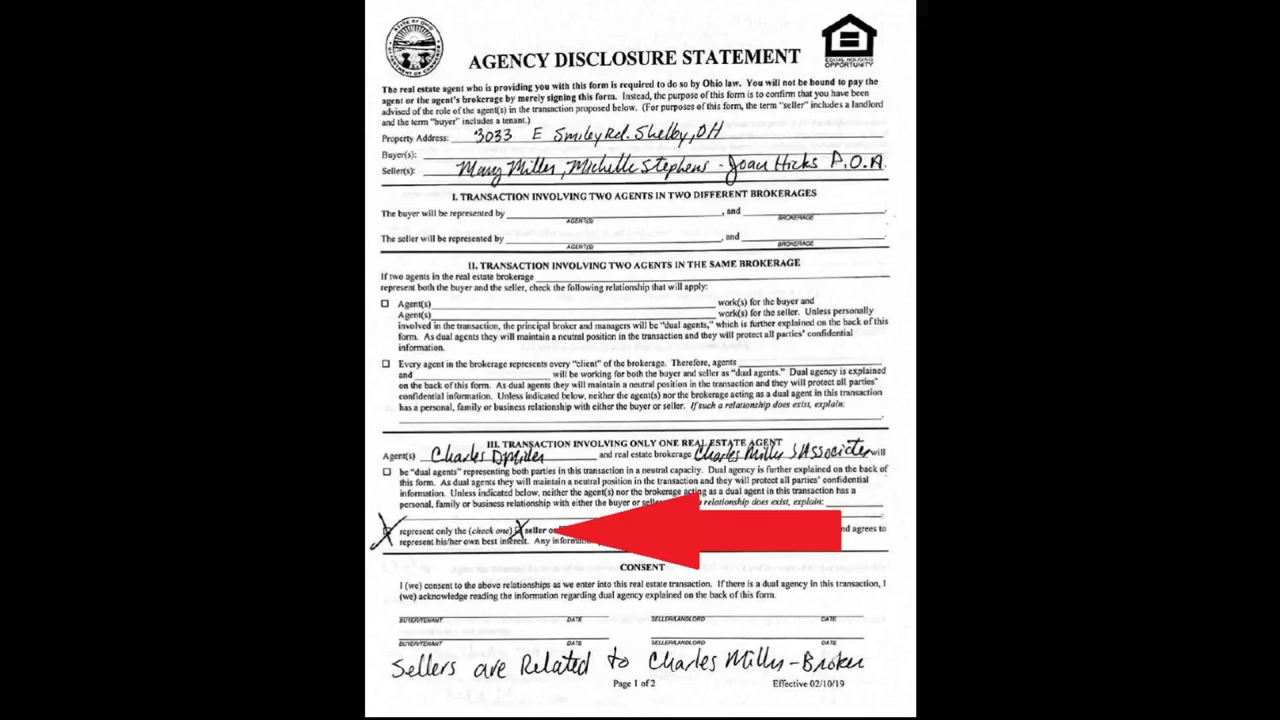 AGENCY DISCLOSURE STATEMENT
EQUAL HOUSING
OPPORTUNITY
The real estate agent who is providing you with this form is required to do so by Ohio law. You will not be bound to pay the
agent or the agent's brokerage by merely signing this form. Instead, the purpose of this form is to confirm that you have been
advised of the role of the agent(s) in the transaction proposed below. (For purposes of this form, the term "seller" includes a landlord
and the term "buyer" includes a tenant.)
Property Address: 3033 E Smiley Rd. Shelby, OH
Buyer(s):
Seller(s): Mary Miller, Michelle Stephens - Joan Hicks P.O.A.
I. TRANSACTION INVOLVING TWO AGENTS IN TWO DIFFERENT BROKERAGES
The buyer will be represented by , and
AGENT(S) BROKERAGE
The seller will be represented by , and
AGENT(S) BROKERAGE
II. TRANSACTION INVOLVING TWO AGENTS IN THE SAME BROKERAGE
If two agents in the real estate brokerage
represent both the buyer and the seller, check the following relationship that will apply:
Agent(s) work(s) for the buyer and
Agent(s) work(s) for the seller. Unless personally
involved in the transaction, the principal broker and managers will be "dual agents," which is further explained on the back of this
form. As dual agents they will maintain a neutral position in the transaction and they will protect all parties' confidential
information.
Every agent in the brokerage represents every "client" of the brokerage. Therefore, agents
and will be working for both the buyer and seller as "dual agents." Dual agency is explained
on the back of this form. As dual agents they will maintain a neutral position in the transaction and they will protect all parties'
confidential information. Unless indicated below, neither the agent(s) nor the brokerage acting as a dual agent in this transaction
has a personal, family or business relationship with either the buyer or seller. If such a relationship does exist, explain:
III. TRANSACTION INVOLVING ONLY ONE REAL ESTATE AGENT
Agent(s) Charles D Miller and real estate brokerage Charles Miller & Associates will
be "dual agents" representing both parties in this transaction in a neutral capacity. Dual agency is further explained on the back of
this form. As dual agents they will maintain a neutral position in the transaction and they will protect all parties' confidential
information. Unless indicated below, neither the agent(s) nor the brokerage acting as a dual agent in this transaction has a
personal, family or business relationship with either the buyer or seller. If such a relationship does exist, explain:
represent only the (check one) X seller or and agrees to
represent his/her own best interest. Any information
CONSENT
I (we) consent to the above relationships as we enter into this real estate transaction. If there is a dual agency in this transaction, I
(we) acknowledge reading the information regarding dual agency explained on the back of this form.
BUYER/TENANT DATE SELLER/LANDLORD DATE
BUYER/TENANT DATE SELLER/LANDLORD DATE
Sellers are Related to Charles Miller - Broker
Page 1 of 2 Effective 02/10/19